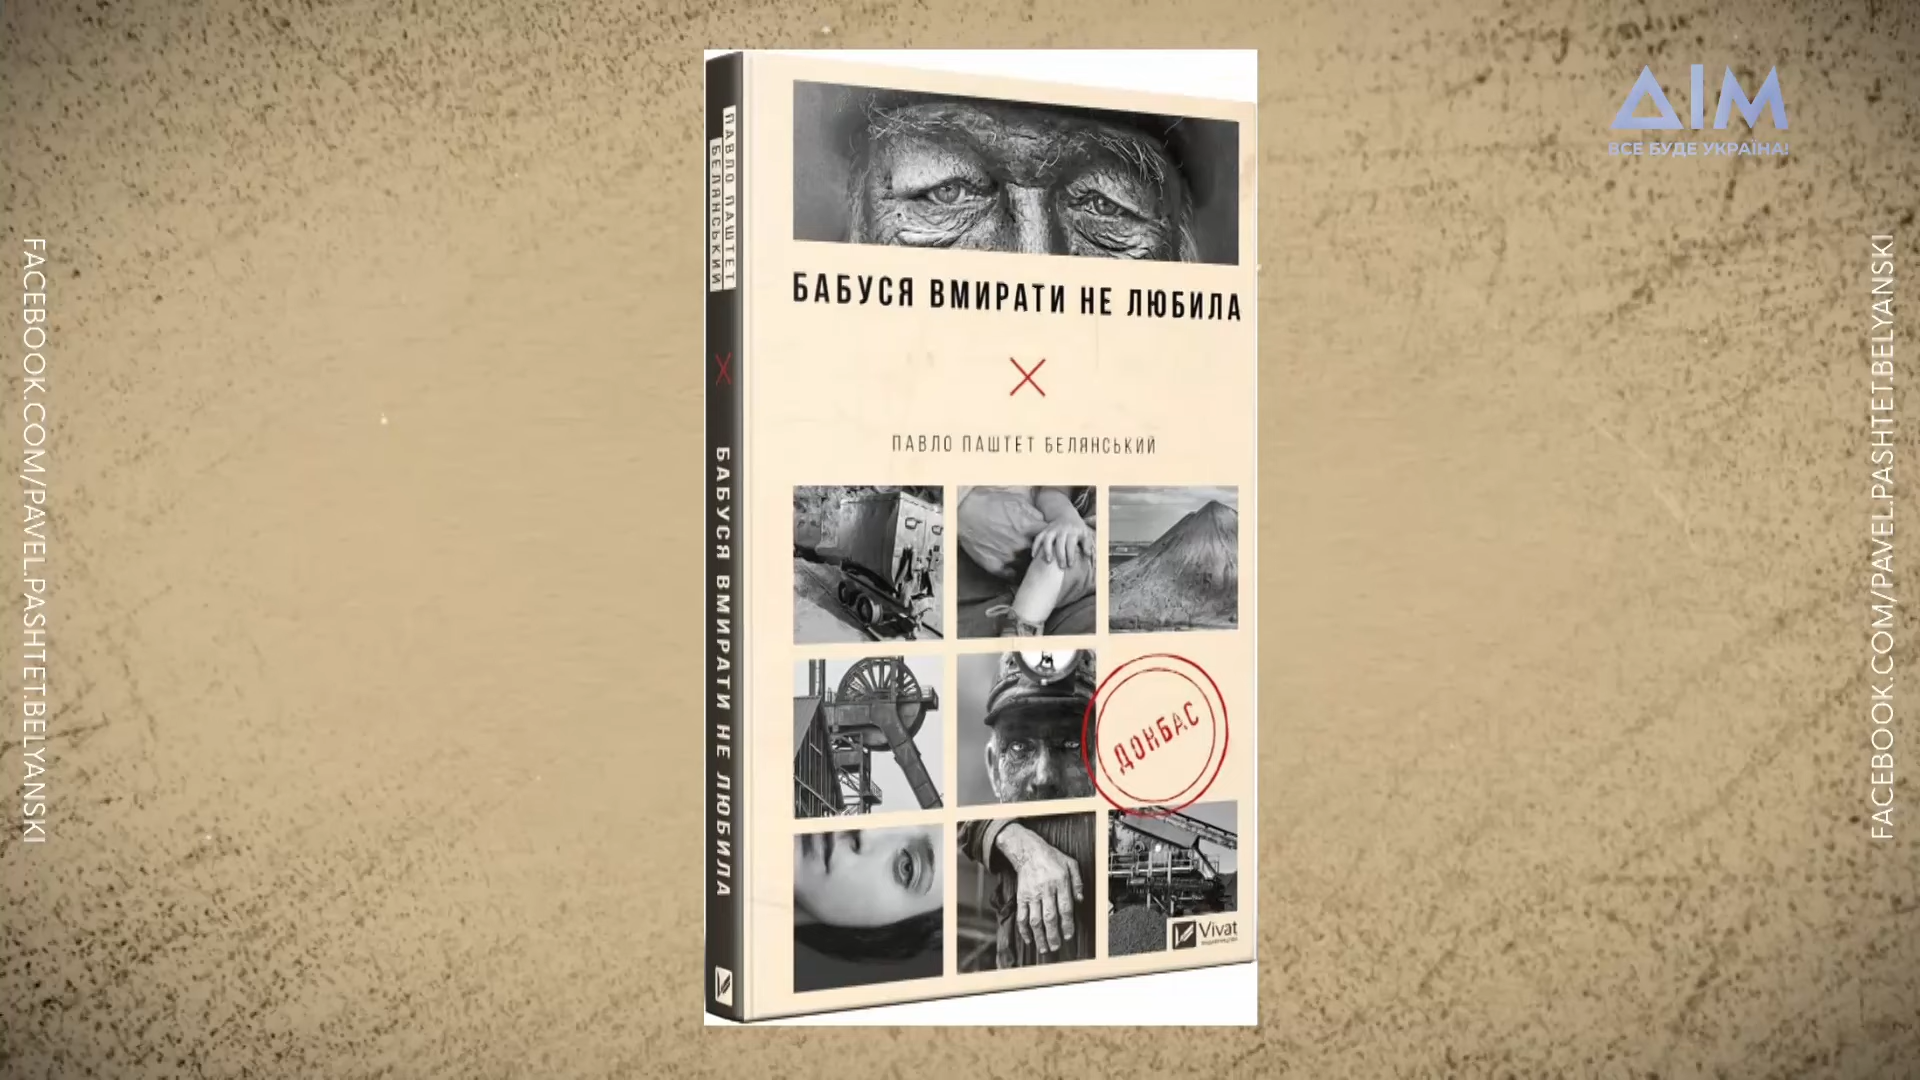 FACEBOOK.COM/PAVEL.PASHTET.BELYANSKI
ПАВЛО ПАШТЕТ
БЕЛЯНСЬКИЙ
БАБУСЯ ВМИРАТИ НЕ ЛЮБИЛА
БАБУСЯ ВМИРАТИ НЕ ЛЮБИЛА
ПАВЛО ПАШТЕТ БЕЛЯНСЬКИЙ
ДОНБАС
Vivat
ДІМ
ВСЕ БУДЕ УКРАЇНА!
FACEBOOK.COM/PAVEL.PASHTET.BELYANSKI